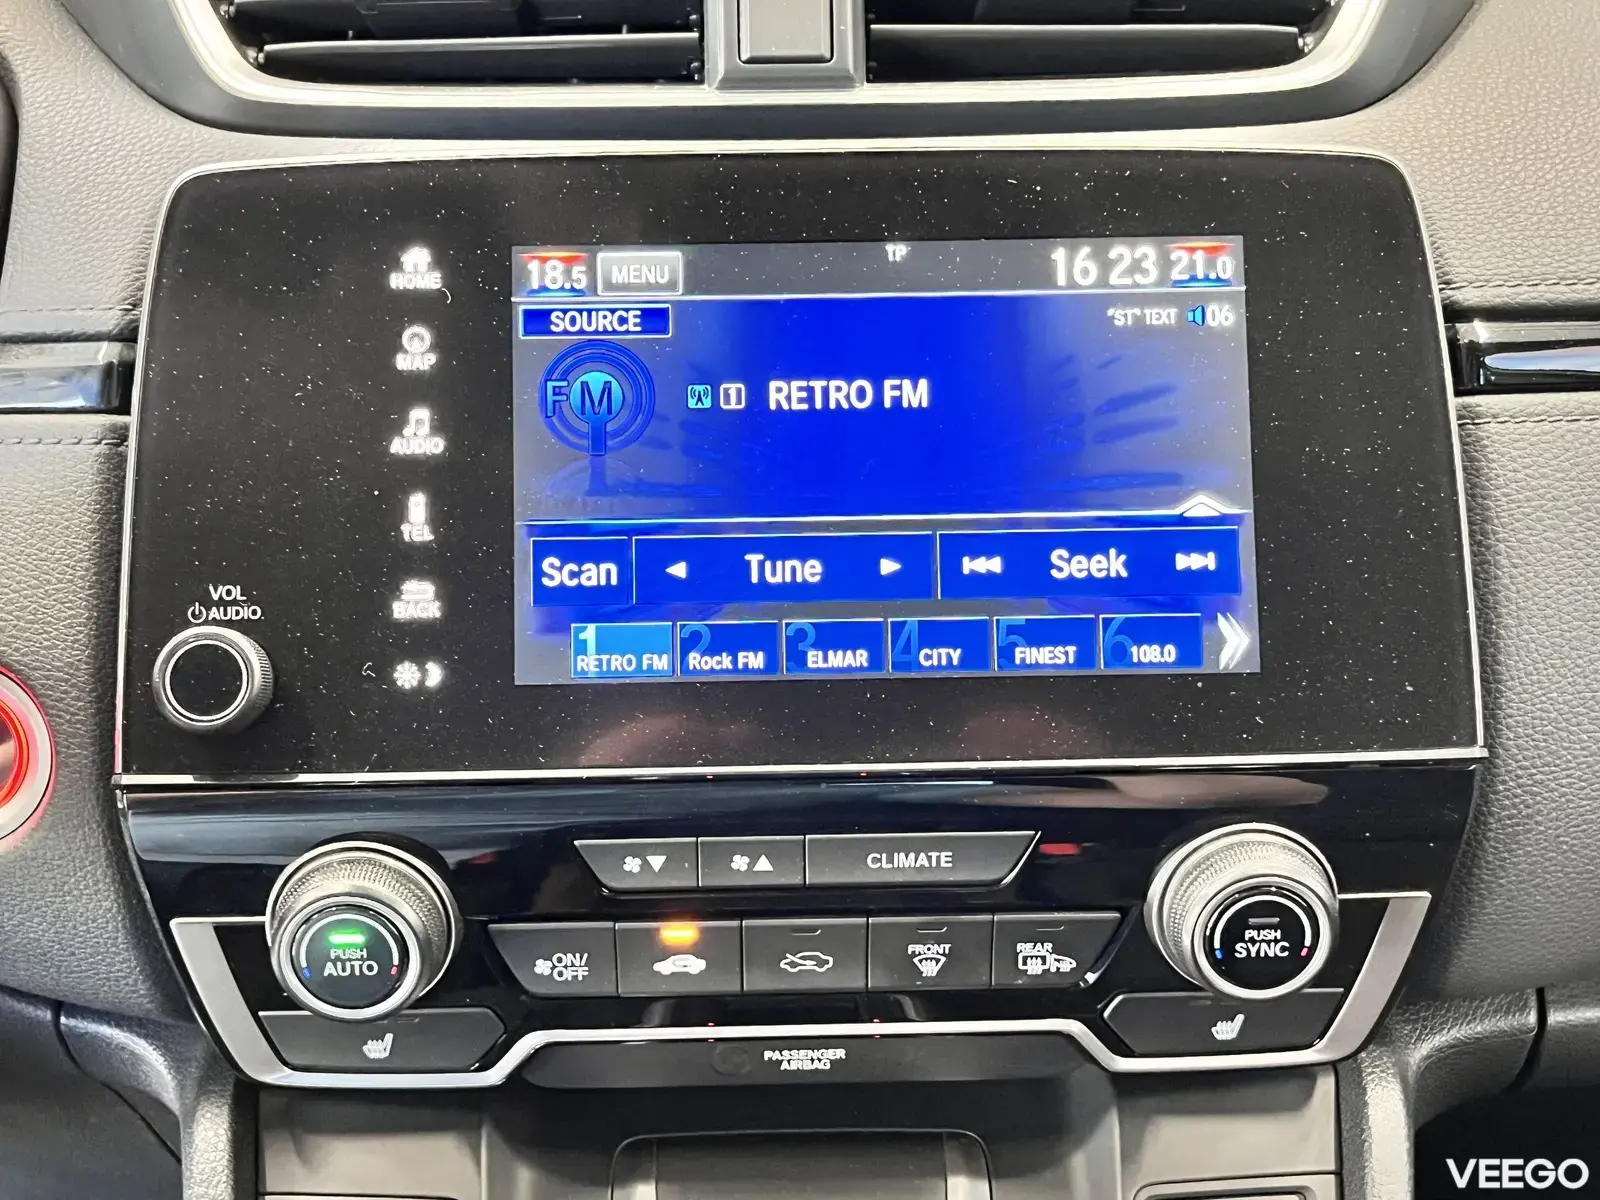 HOME
MAP
AUDIO
TEL
BACK
VOL
AUDIO
18.5 MENU TP 16 23 21.0
SOURCE "ST" TEXT 06
FM 1 RETRO FM
Scan Tune Seek
1 RETRO FM 2 Rock FM 3 ELMAR 4 CITY 5 FINEST 6 108.0
CLIMATE
PUSH
AUTO
ON/
OFF
FRONT
REAR
PUSH
SYNC
PASSENGER
AIRBAG
VEEGO